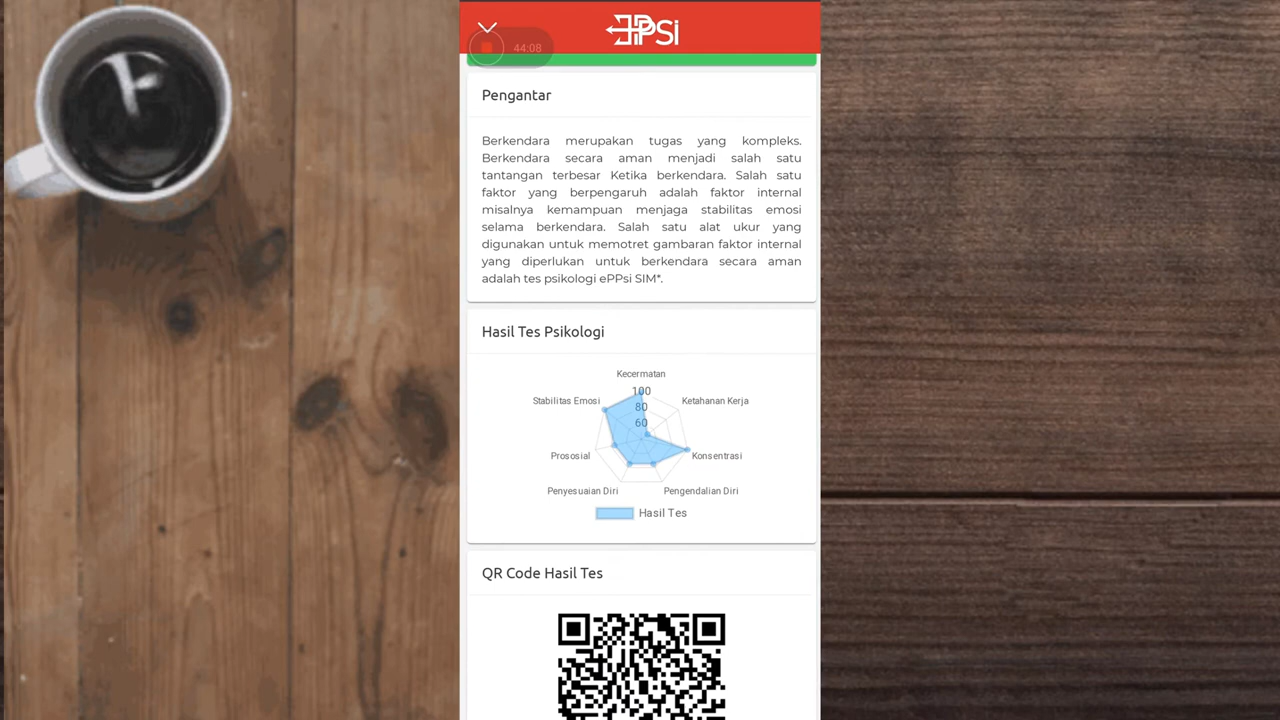 ePPsi
44:08
Pengantar
Berkendara merupakan tugas yang kompleks.
Berkendara secara aman menjadi salah satu
tantangan terbesar Ketika berkendara. Salah satu
faktor yang berpengaruh adalah faktor internal
misalnya kemampuan menjaga stabilitas emosi
selama berkendara. Salah satu alat ukur yang
digunakan untuk memotret gambaran faktor internal
yang diperlukan untuk berkendara secara aman
adalah tes psikologi ePPsi SIM*.
Hasil Tes Psikologi
Kecermatan
100
Stabilitas Emosi
Ketahanan Kerja
80
60
Prososial
Konsentrasi
Penyesuaian Diri
Pengendalian Diri
Hasil Tes
QR Code Hasil Tes